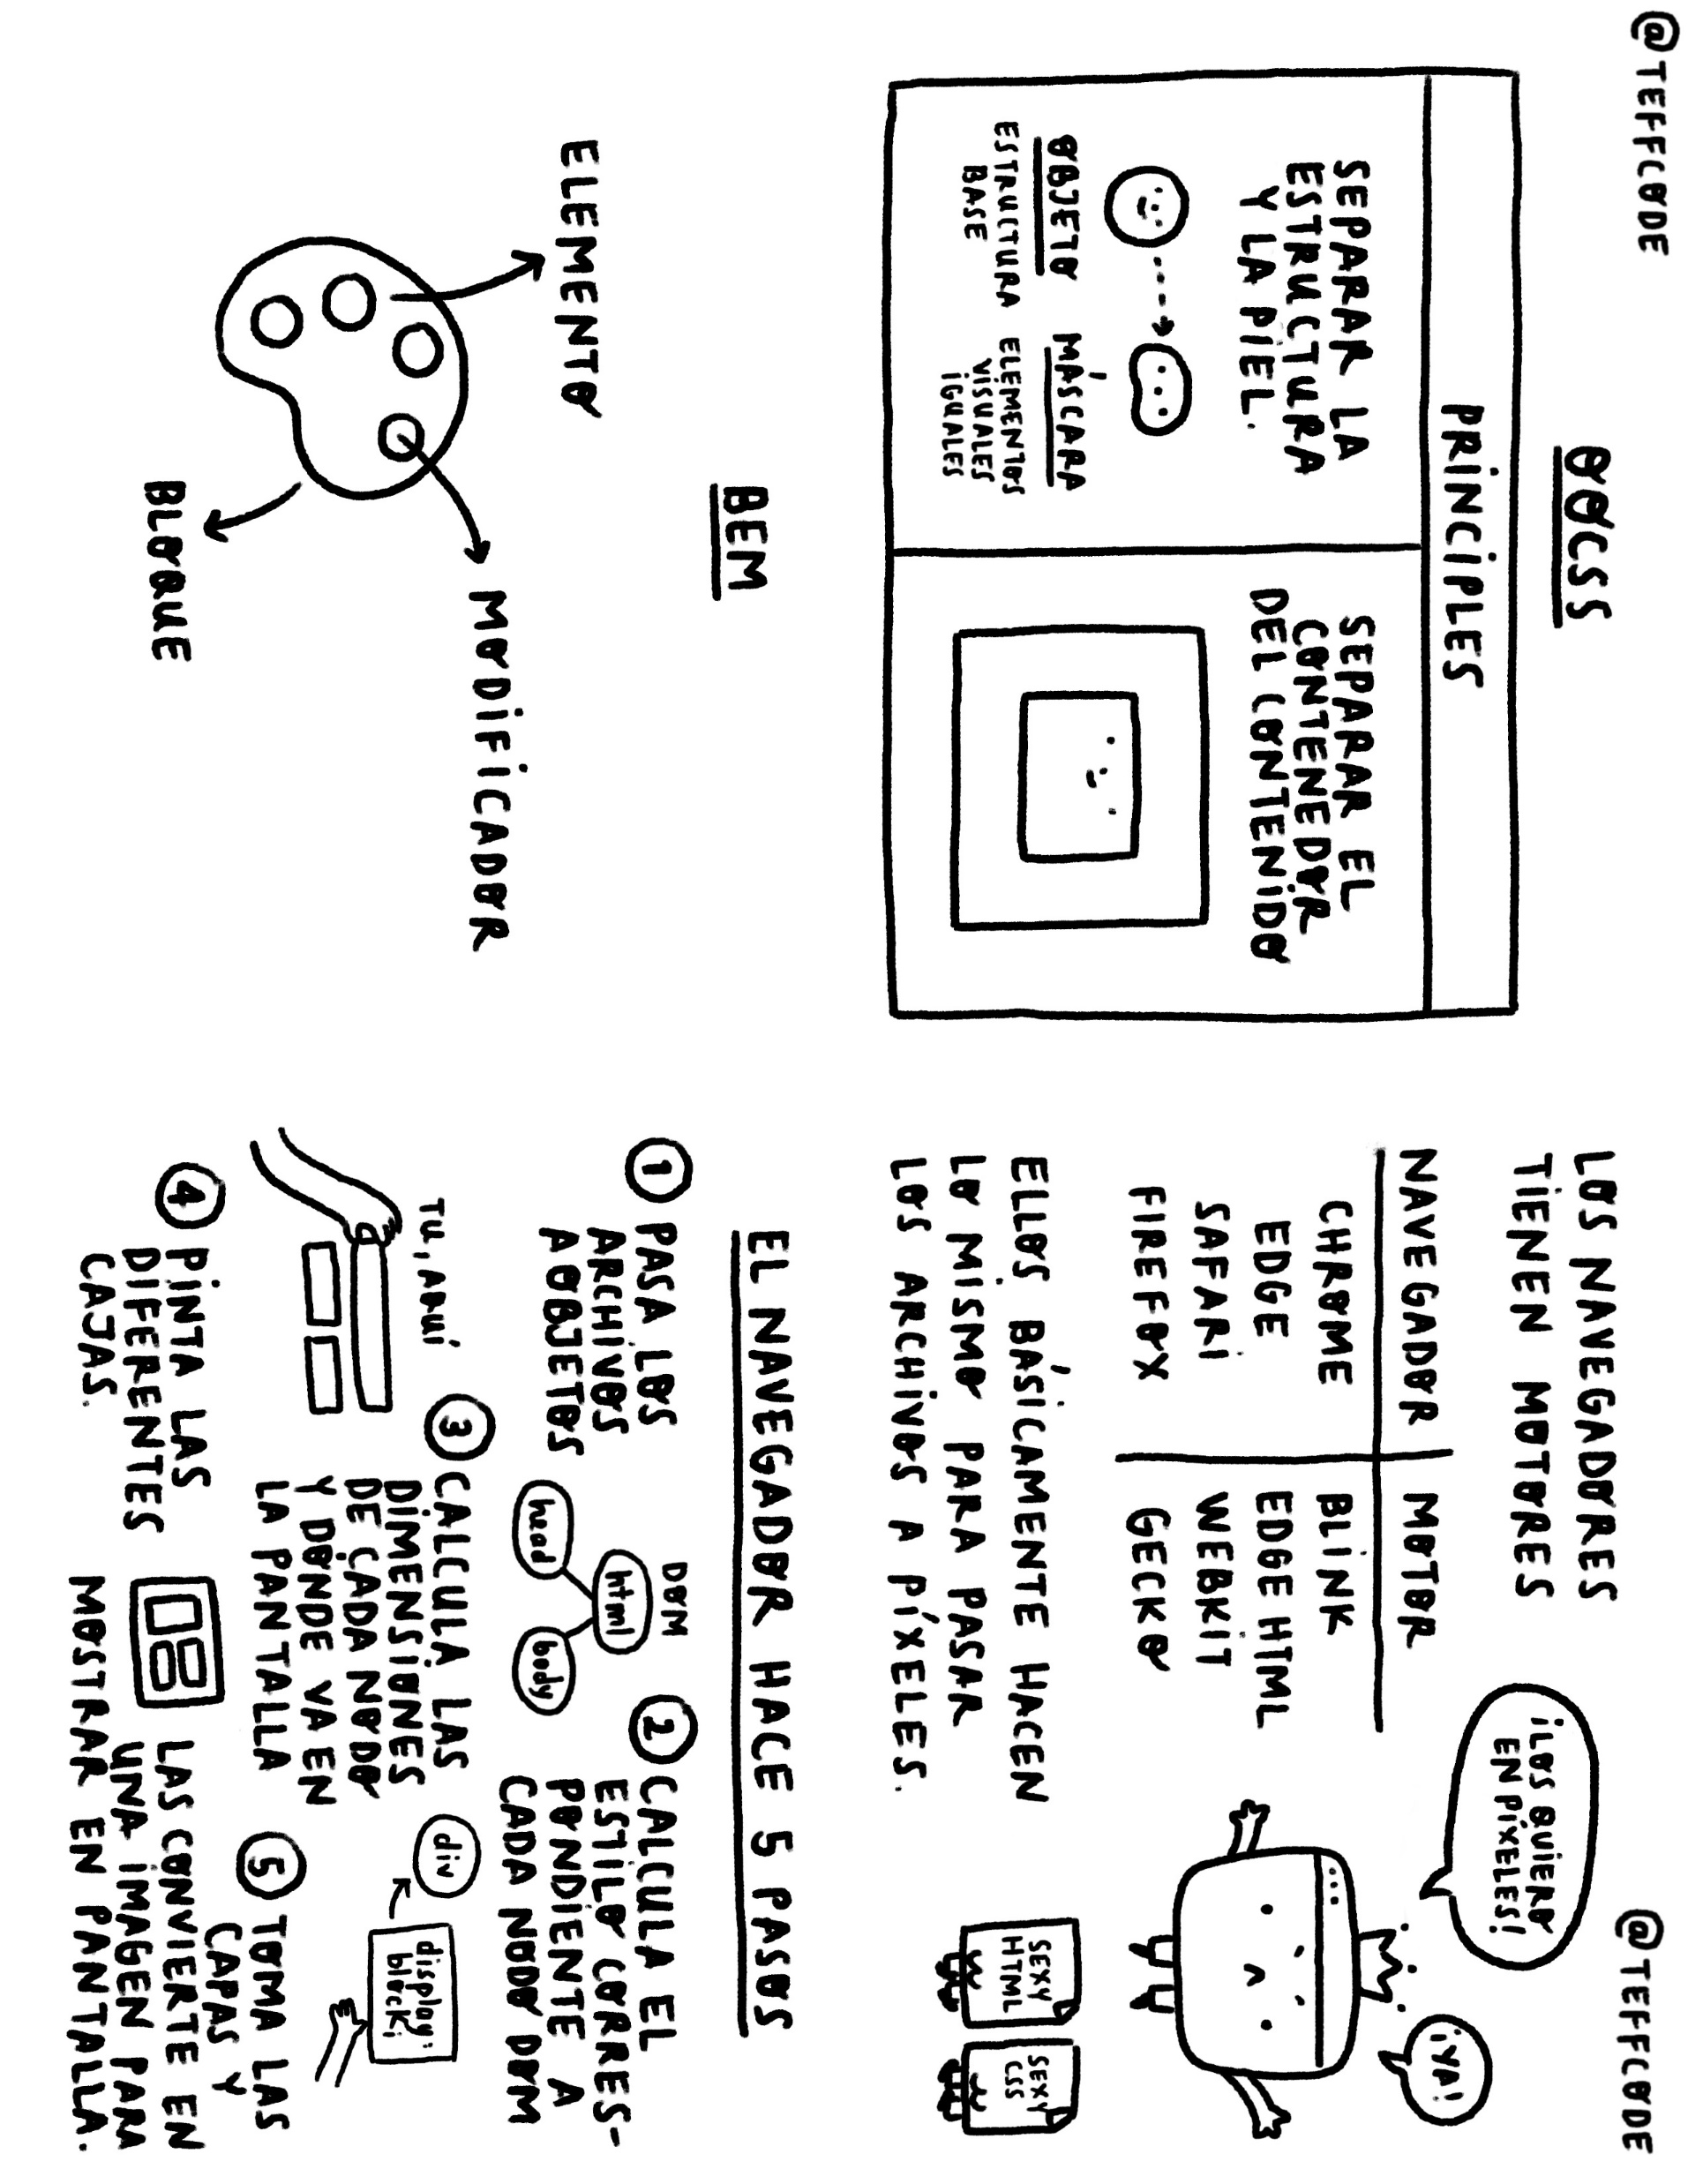 @TEFFCODE
OOCSS
PRINCIPLES
SEPARAR LA
ESTRUCTURA
Y LA PIEL.
OBJETO
ESTRUCTURA
BASE
MÁSCARA
ELEMENTOS
VISUALES
IGUALES
SEPARAR EL
CONTENEDOR
DEL CONTENIDO
BEM
ELEMENTO
MODIFICADOR
BLOQUE
@TEFFCODE
LOS NAVEGADORES
TIENEN MOTORES
NAVEGADOR MOTOR
CHROME BLINK
EDGE EDGE HTML
SAFARI WEBKIT
FIREFOX GECKO
¡LOS QUIERO
EN PIXELES!
¡YA!
SEXY
HTML
SEXY
CSS
ELLOS BÁSICAMENTE HACEN
LO MISMO PARA PASAR
LOS ARCHIVOS A PÍXELES.
EL NAVEGADOR HACE 5 PASOS
1 PASA LOS
ARCHIVOS
A OBJETOS
DOM
html
head
body
2 CALCULA EL
ESTILO CORRES-
PONDIENTE A
CADA NODO DOM
div
display:
block;
TU, AQUÍ
3 CALCULA LAS
DIMENSIONES
DE CADA NODO
Y DONDE VA EN
LA PANTALLA
4 PINTA LAS
DIFERENTES
CAJAS.
5 TOMA LAS
CAPAS Y
LAS CONVIERTE EN
UNA IMAGEN PARA
MOSTRAR EN PANTALLA.